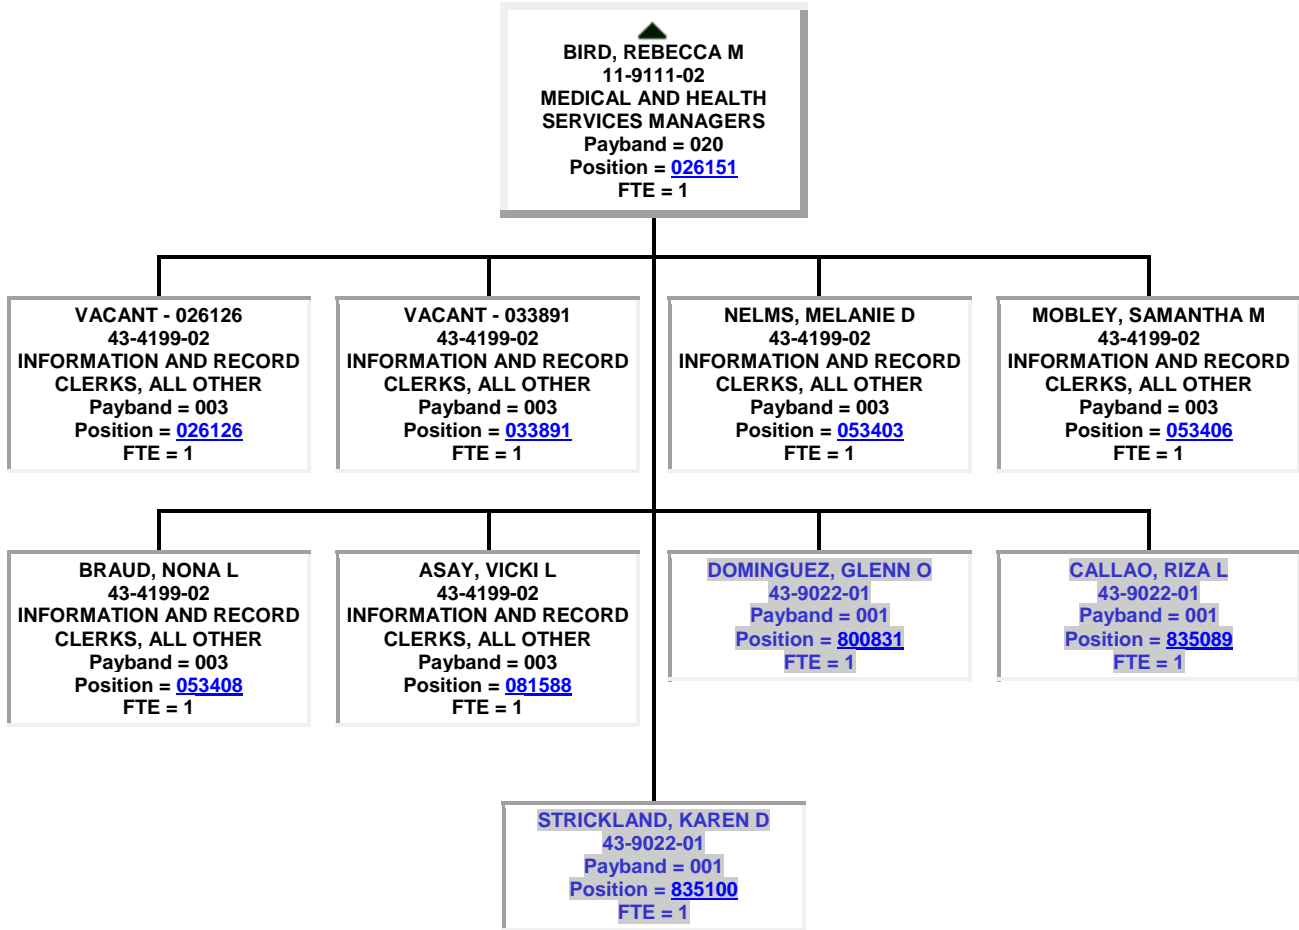 BIRD, REBECCA M
11-9111-02
MEDICAL AND HEALTH
SERVICES MANAGERS
Payband = 020
Position = 026151
FTE = 1
VACANT - 026126
43-4199-02
INFORMATION AND RECORD
CLERKS, ALL OTHER
Payband = 003
Position = 026126
FTE = 1
VACANT - 033891
43-4199-02
INFORMATION AND RECORD
CLERKS, ALL OTHER
Payband = 003
Position = 033891
FTE = 1
NELMS, MELANIE D
43-4199-02
INFORMATION AND RECORD
CLERKS, ALL OTHER
Payband = 003
Position = 053403
FTE = 1
MOBLEY, SAMANTHA M
43-4199-02
INFORMATION AND RECORD
CLERKS, ALL OTHER
Payband = 003
Position = 053406
FTE = 1
BRAUD, NONA L
43-4199-02
INFORMATION AND RECORD
CLERKS, ALL OTHER
Payband = 003
Position = 053408
FTE = 1
ASAY, VICKI L
43-4199-02
INFORMATION AND RECORD
CLERKS, ALL OTHER
Payband = 003
Position = 081588
FTE = 1
DOMINGUEZ, GLENN O
43-9022-01
Payband = 001
Position = 800831
FTE = 1
CALLAO, RIZA L
43-9022-01
Payband = 001
Position = 835089
FTE = 1
STRICKLAND, KAREN D
43-9022-01
Payband = 001
Position = 835100
FTE = 1